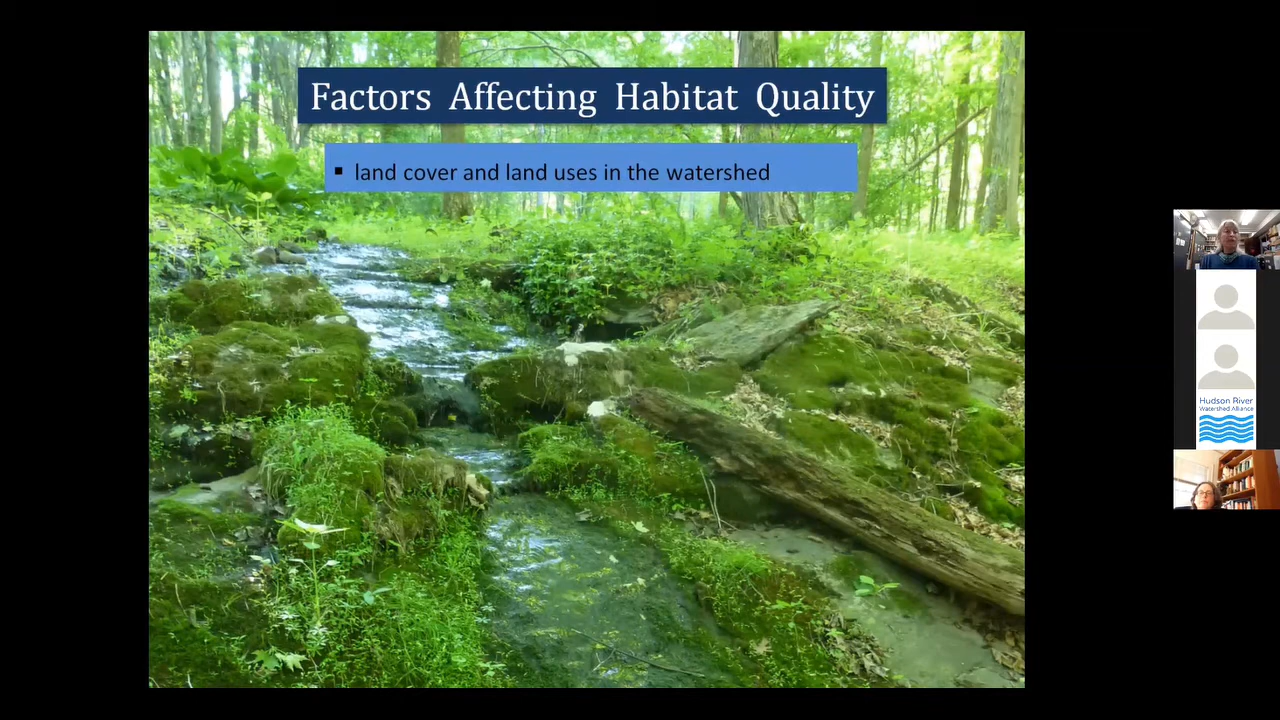 Factors Affecting Habitat Quality
▪ land cover and land uses in the watershed
Hudson River
Watershed Alliance